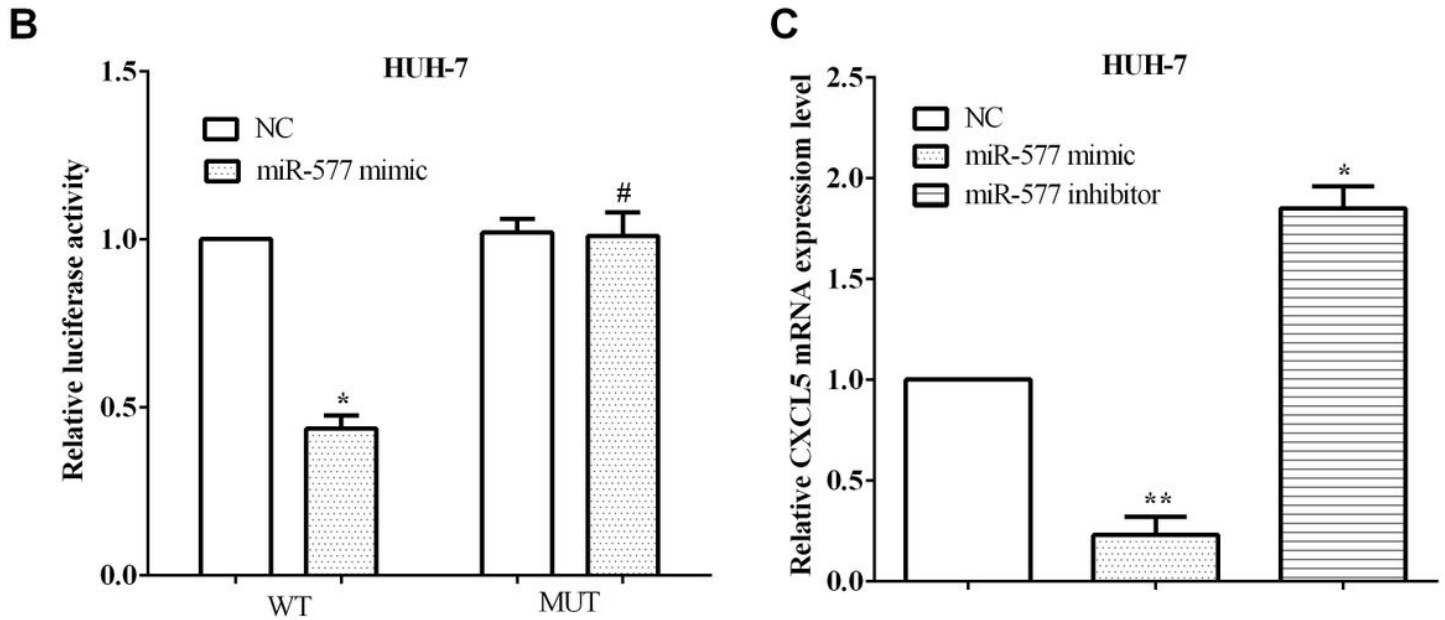 B
HUH-7
NC
miR-577 mimic
Relative luciferase activity
1.5
1.0
0.5
0.0
*
#
WT
MUT
C
HUH-7
NC
miR-577 mimic
miR-577 inhibitor
Relative CXCL5 mRNA expression level
2.5
2.0
1.5
1.0
0.5
0.0
**
*